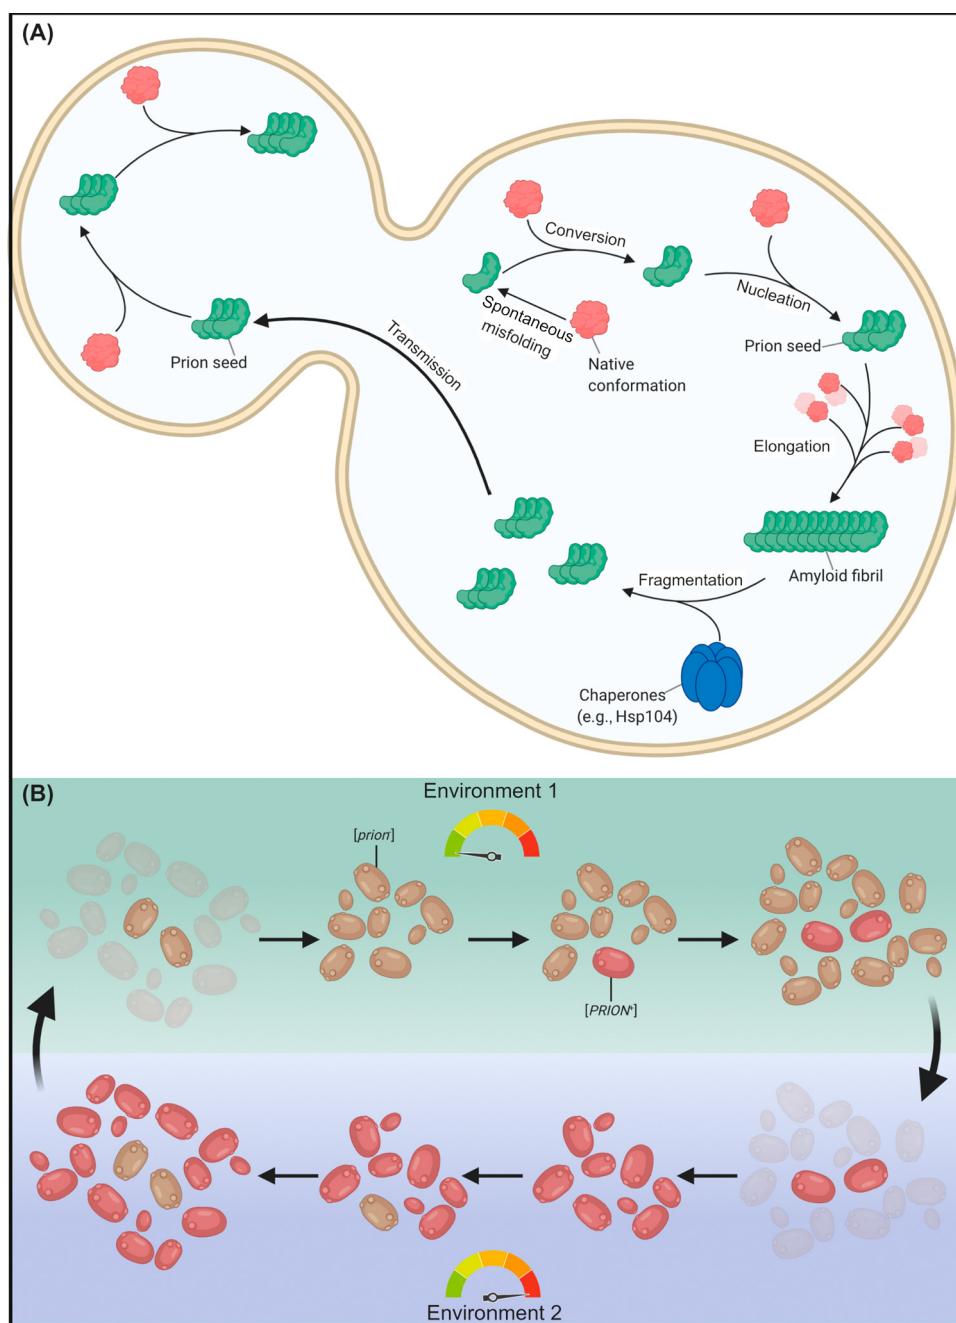 (A)
Conversion
Nucleation
Spontaneous
misfolding
Native
conformation
Prion seed
Transmission
Prion seed
Elongation
Amyloid fibril
Fragmentation
Chaperones
(e.g., Hsp104)
(B)
Environment 1
[prion⁻]
[PRION⁺]
Environment 2